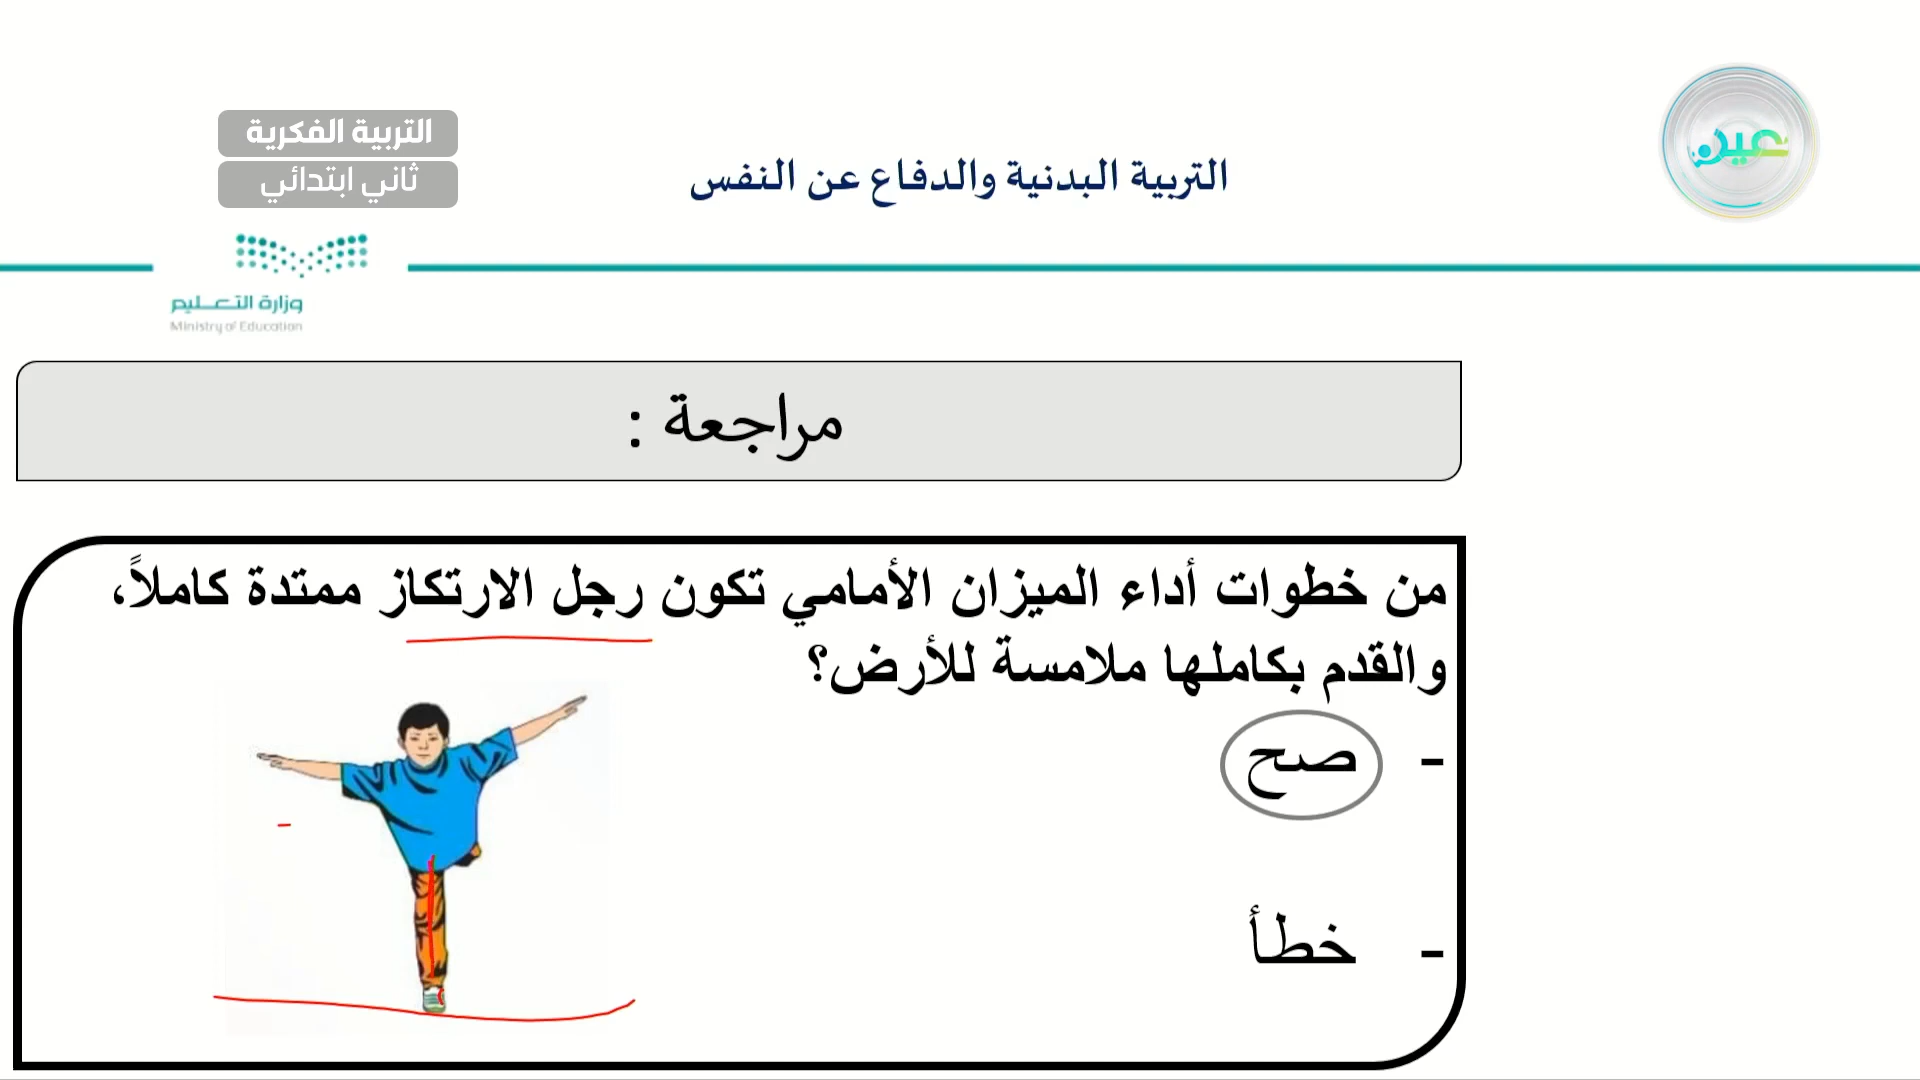 التربية الفكرية
ثاني ابتدائي
التربية البدنية والدفاع عن النفس
عين
وزارة التعليم
Ministry of Education
مراجعة :
من خطوات أداء الميزان الأمامي تكون رجل الارتكاز ممتدة كاملاً،
والقدم بكاملها ملامسة للأرض؟
- صح
- خطأ